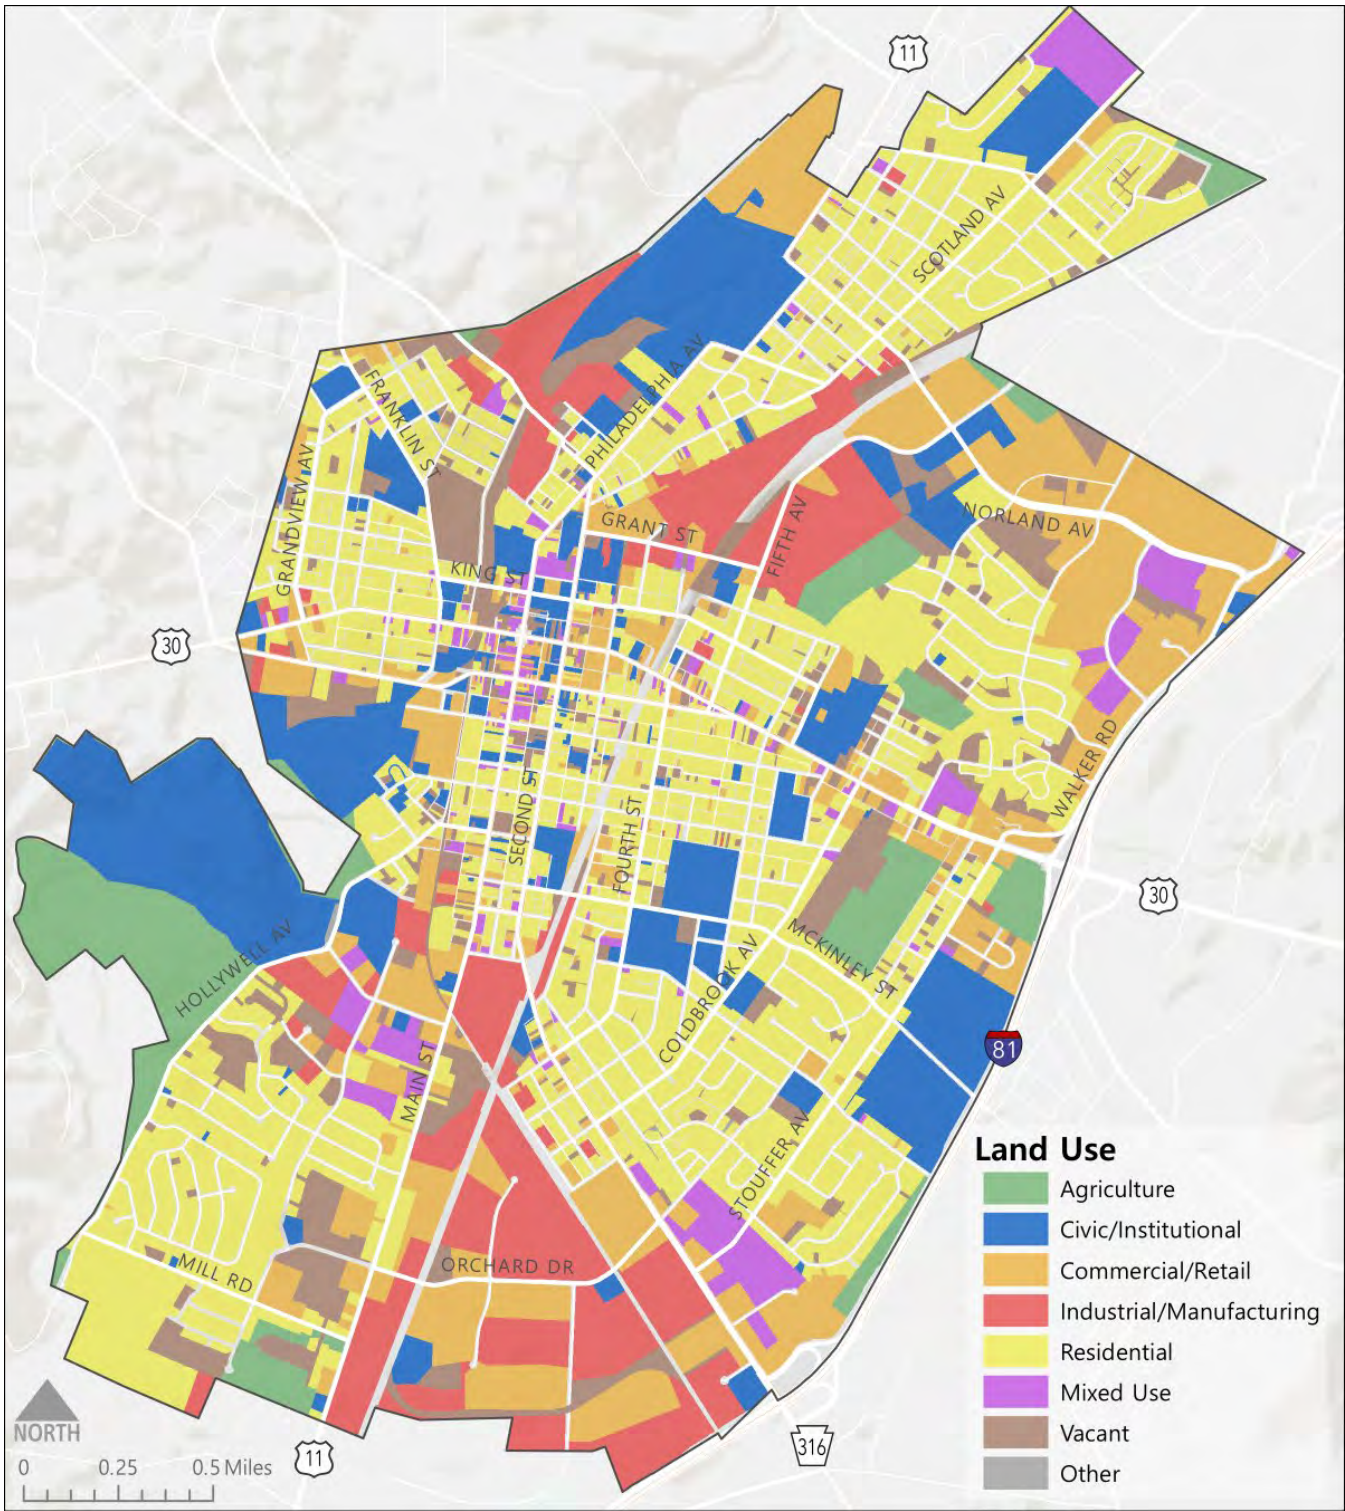 11
SCOTLAND AV
PHILADELPHIA AV
FRANKLIN ST
GRANDVIEW AV
GRANT ST
FIFTH AV
NORLAND AV
KING ST
30
SECOND ST
FOURTH ST
WALKER RD
30
HOLLYWELL AV
MCKINLEY ST
COLDBROOK AV
81
MAIN ST
STOUFFER AV
ORCHARD DR
MILL RD
Land Use
Agriculture
Civic/Institutional
Commercial/Retail
Industrial/Manufacturing
Residential
Mixed Use
Vacant
Other
NORTH
0 0.25 0.5 Miles
11
316